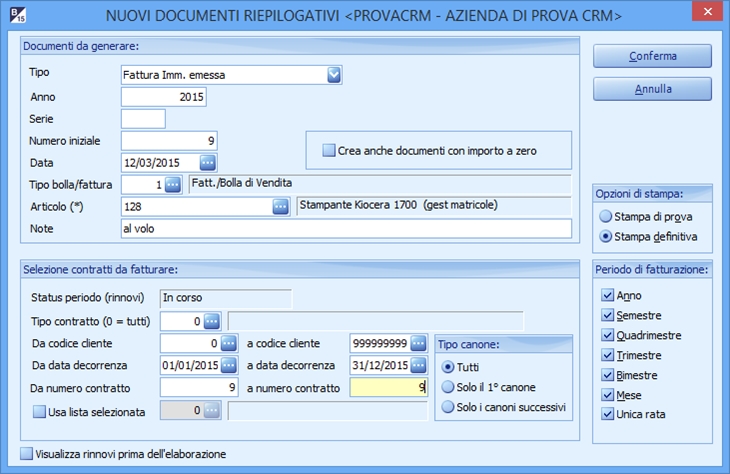 B
15
NUOVI DOCUMENTI RIEPILOGATIVI <PROVACRM - AZIENDA DI PROVA CRM>
Documenti da generare:
Tipo Fattura Imm. emessa
Anno 2015
Serie
Numero iniziale 9
Data 12/03/2015
Crea anche documenti con importo a zero
Tipo bolla/fattura 1 Fatt./Bolla di Vendita
Articolo (*) 128 Stampante Kiocera 1700 (gest matricole)
Note al volo
Conferma
Annulla
Opzioni di stampa:
Stampa di prova
Stampa definitiva
Selezione contratti da fatturare:
Status periodo (rinnovi) In corso
Tipo contratto (0 = tutti) 0
Da codice cliente 0 a codice cliente 999999999
Da data decorrenza 01/01/2015 a data decorrenza 31/12/2015
Da numero contratto 9 a numero contratto 9
Usa lista selezionata 0
Tipo canone:
Tutti
Solo il 1° canone
Solo i canoni successivi
Periodo di fatturazione:
Anno
Semestre
Quadrimestre
Trimestre
Bimestre
Mese
Unica rata
Visualizza rinnovi prima dell'elaborazione